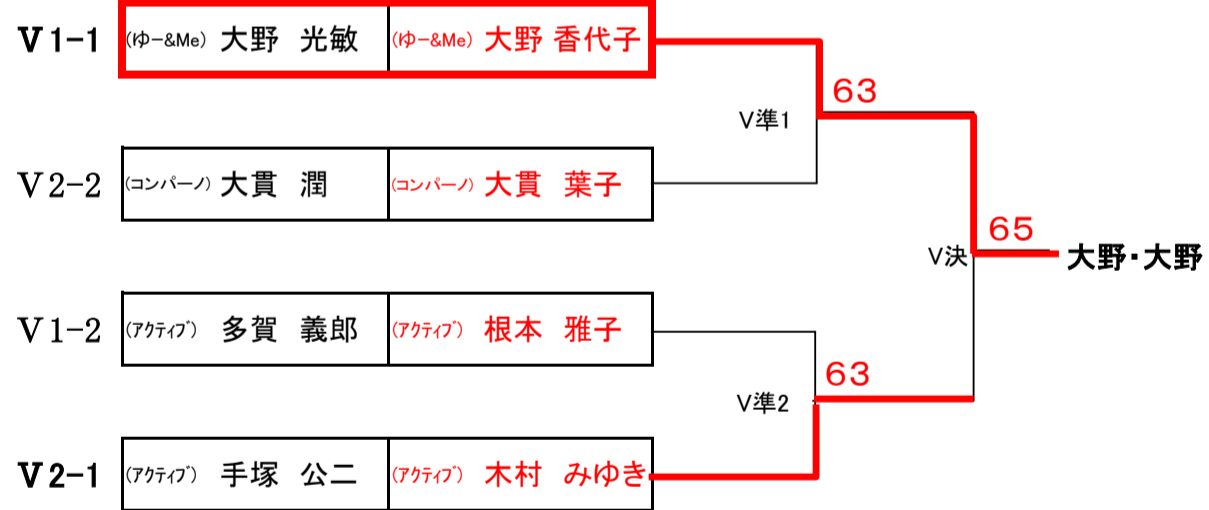 V1-1 (ゆー&Me) 大野 光敏 (ゆー&Me) 大野 香代子
63
V準1
V2-2 (コンパーノ) 大貫 潤 (コンパーノ) 大貫 葉子
65
V決 大野・大野
V1-2 (アクティブ) 多賀 義郎 (アクティブ) 根本 雅子
63
V準2
V2-1 (アクティブ) 手塚 公二 (アクティブ) 木村 みゆき